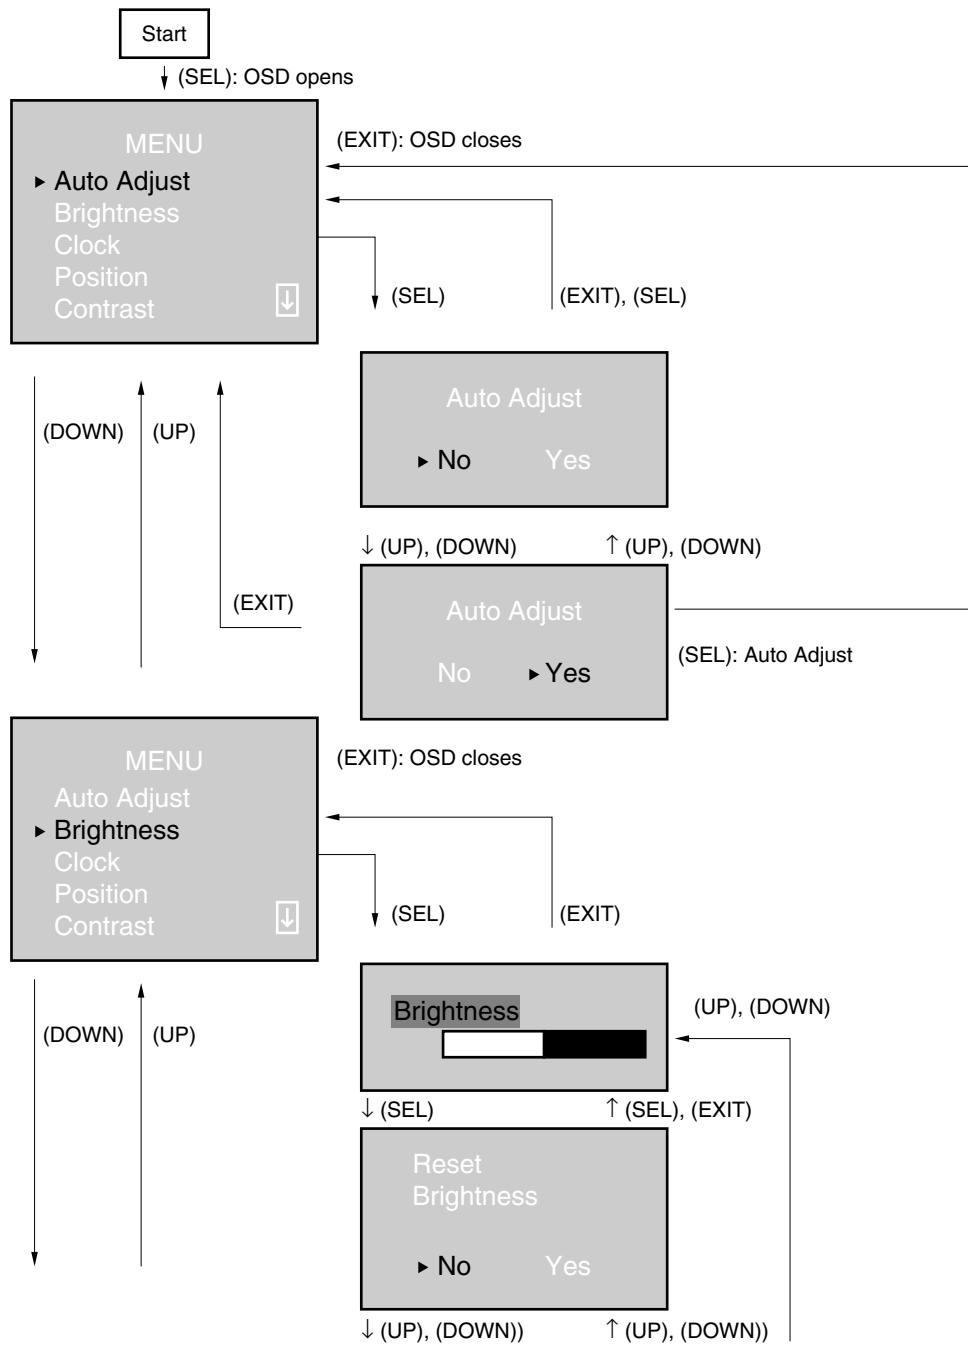 Start
↓ (SEL): OSD opens
MENU
▸ Auto Adjust
Brightness
Clock
Position
Contrast
↓
(EXIT): OSD closes
(SEL)
(EXIT), (SEL)
(DOWN)
(UP)
(EXIT)
Auto Adjust
▸ No Yes
↓ (UP), (DOWN) ↑ (UP), (DOWN)
Auto Adjust
No ▸ Yes
(SEL): Auto Adjust
MENU
Auto Adjust
▸ Brightness
Clock
Position
Contrast
↓
(EXIT): OSD closes
(SEL)
(EXIT)
(DOWN)
(UP)
Brightness
(UP), (DOWN)
↓ (SEL) ↑ (SEL), (EXIT)
Reset
Brightness
▸ No Yes
↓ (UP), (DOWN)) ↑ (UP), (DOWN))